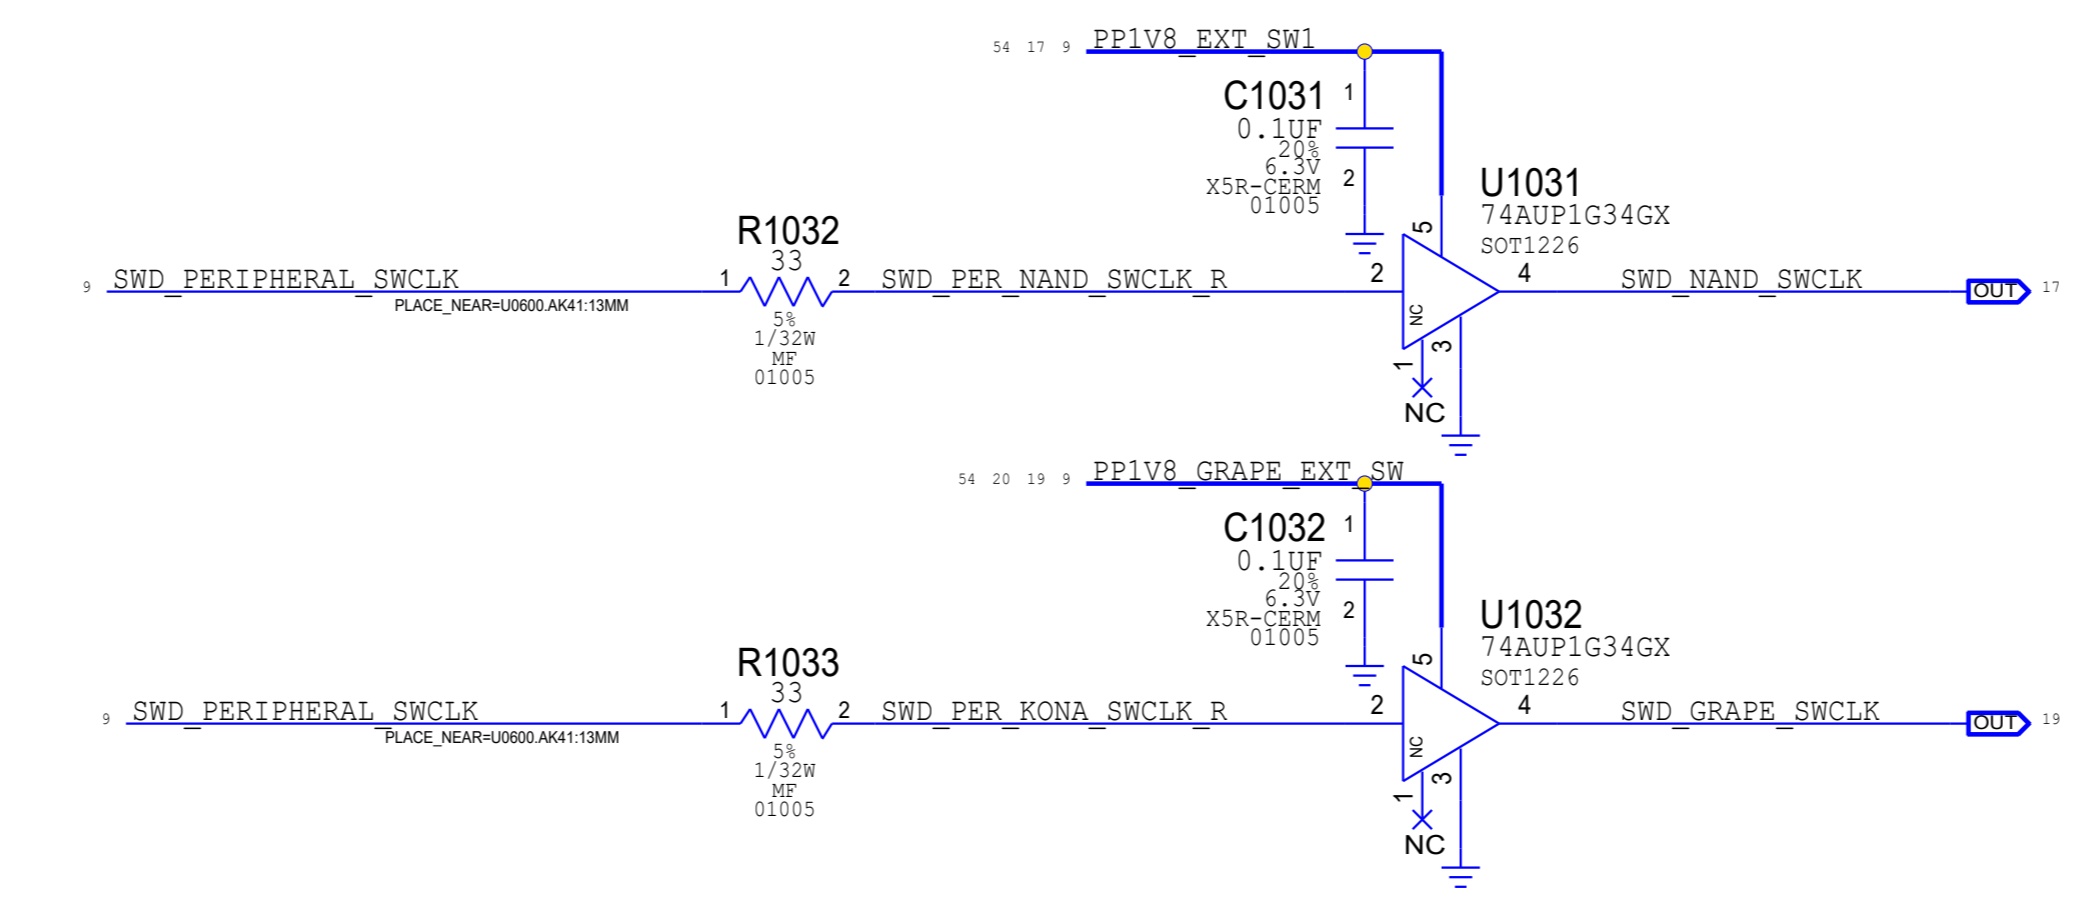 54 17 9 PP1V8_EXT_SW1
C1031 1
0.1UF
20%
6.3V
X5R-CERM 2
01005
U1031
74AUP1G34GX
SOT1226
R1032
33
5
9 SWD_PERIPHERAL_SWCLK 1 2 SWD_PER_NAND_SWCLK_R 2 4 SWD_NAND_SWCLK OUT 17
PLACE_NEAR=U0600.AK41:13MM
5%
1/32W
MF
01005
NC
1 3
NC
54 20 19 9 PP1V8_GRAPE_EXT_SW
C1032 1
0.1UF
20%
6.3V
X5R-CERM 2
01005
U1032
74AUP1G34GX
SOT1226
R1033
33
5
9 SWD_PERIPHERAL_SWCLK 1 2 SWD_PER_KONA_SWCLK_R 2 4 SWD_GRAPE_SWCLK OUT 19
PLACE_NEAR=U0600.AK41:13MM
5%
1/32W
MF
01005
NC
1 3
NC